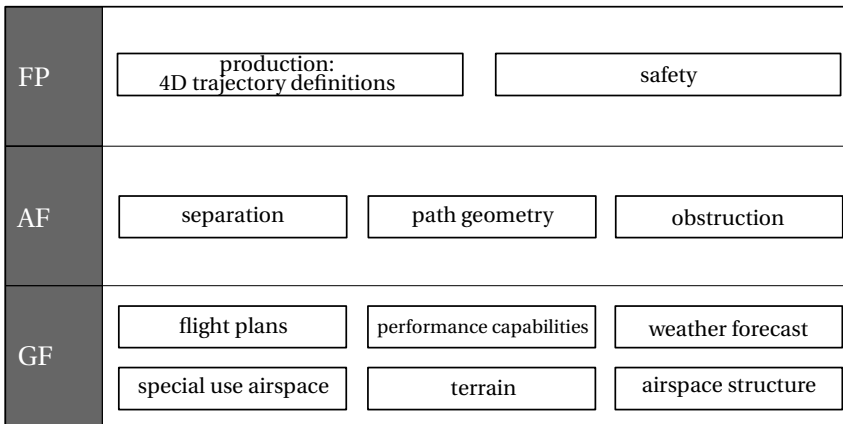 FP
production:
4D trajectory definitions
safety
AF
separation
path geometry
obstruction
GF
flight plans
performance capabilities
weather forecast
special use airspace
terrain
airspace structure